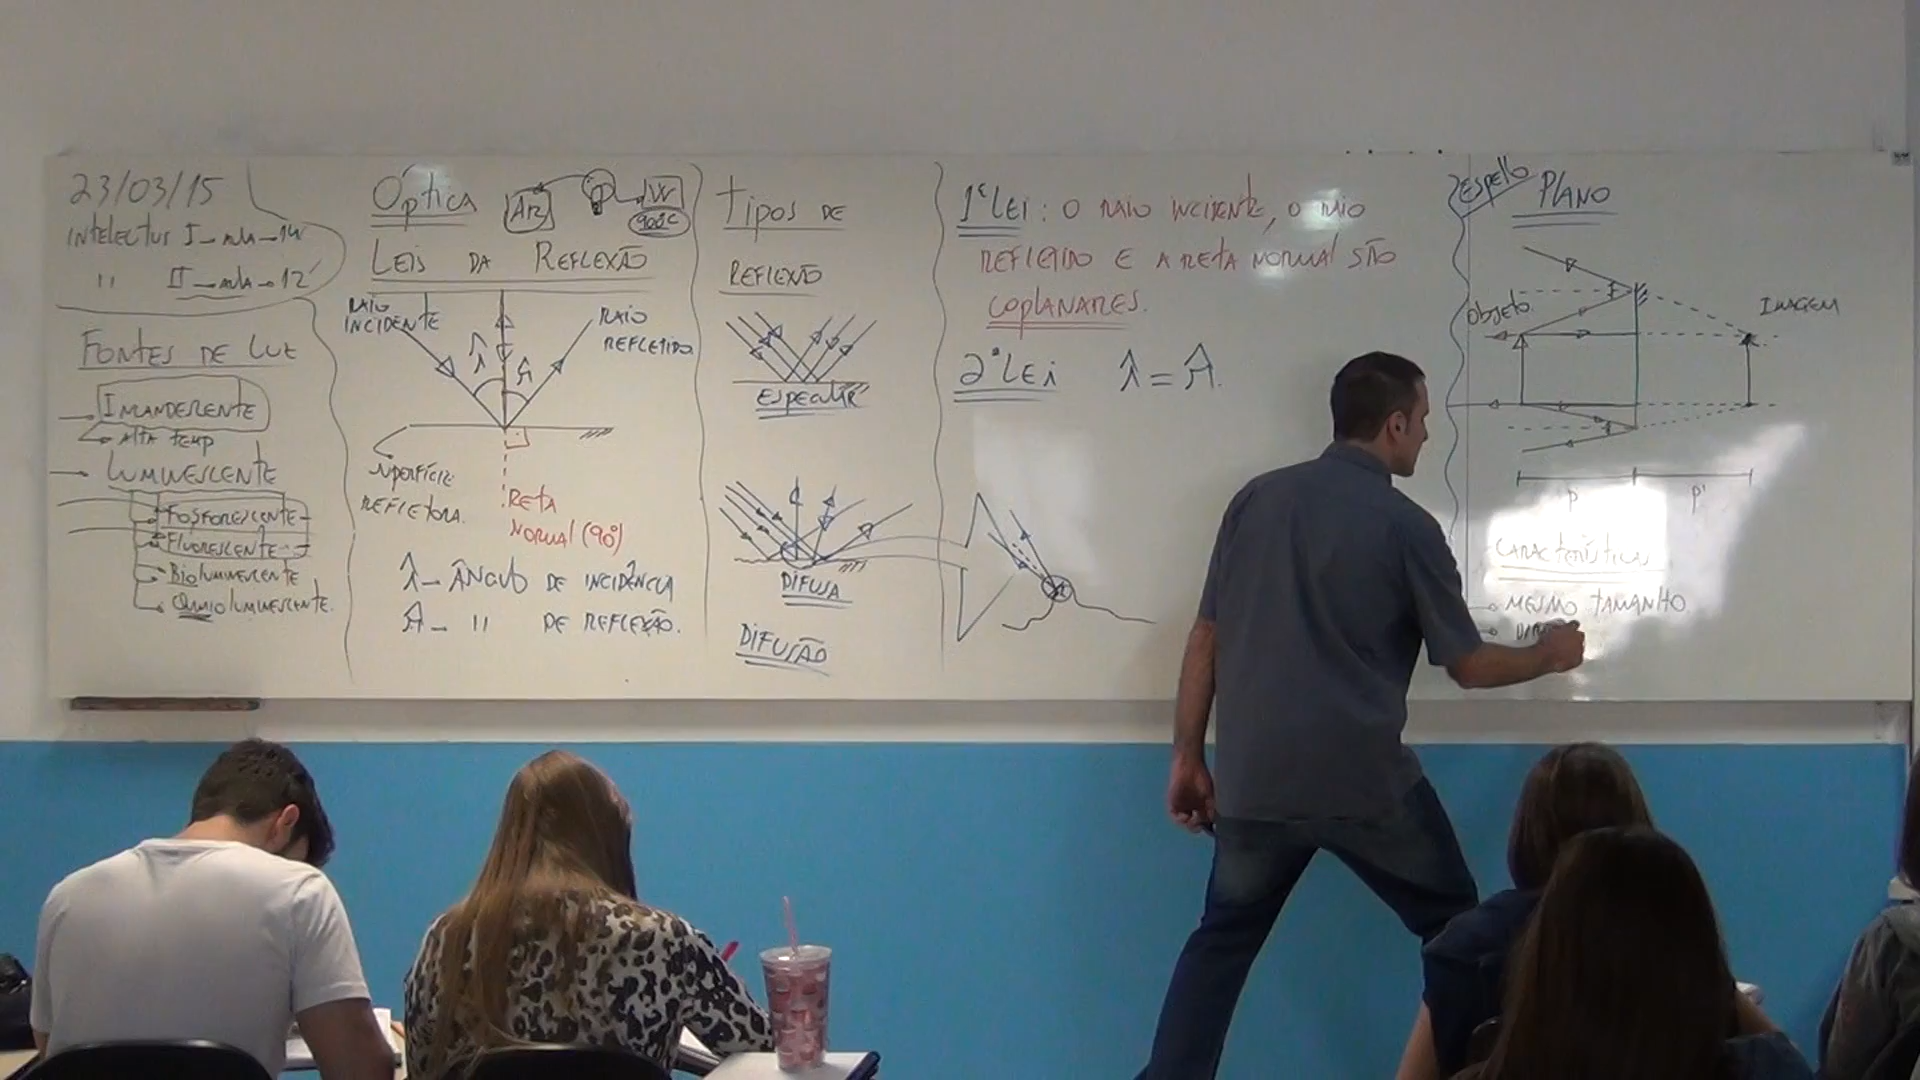 23/03/15
INTELECTUS I - AULA - 14
" II - AULA - 12
FONTES DE LUZ
INCANDESCENTE
ALTA TEMP
LUMINESCENTE
FOSFORESCENTE
FLUORESCENTE
BIOLUMINESCENTE
QUIMIOLUMINESCENTE.
Óptica
W
900°C
LEIS DA REFLEXÃO
RAIO
INCIDENTE
RAIO
REFLETIDO
î
r̂
SUPERFÍCIE
REFLETORA.
RETA
NORMAL (90°)
î - ÂNGULO DE INCIDÊNCIA
r̂ - " DE REFLEXÃO.
TIPOS DE
REFLEXÃO
ESPECULAR
DIFUSA
DIFUSÃO
1ª LEI: O RAIO INCIDENTE, O RAIO
REFLETIDO E A RETA NORMAL SÃO
COPLANARES.
2ª LEI î = r̂.
ESPELHO PLANO
OBJETO
IMAGEM
P P'
CARACTERÍSTICAS
MESMO TAMANHO